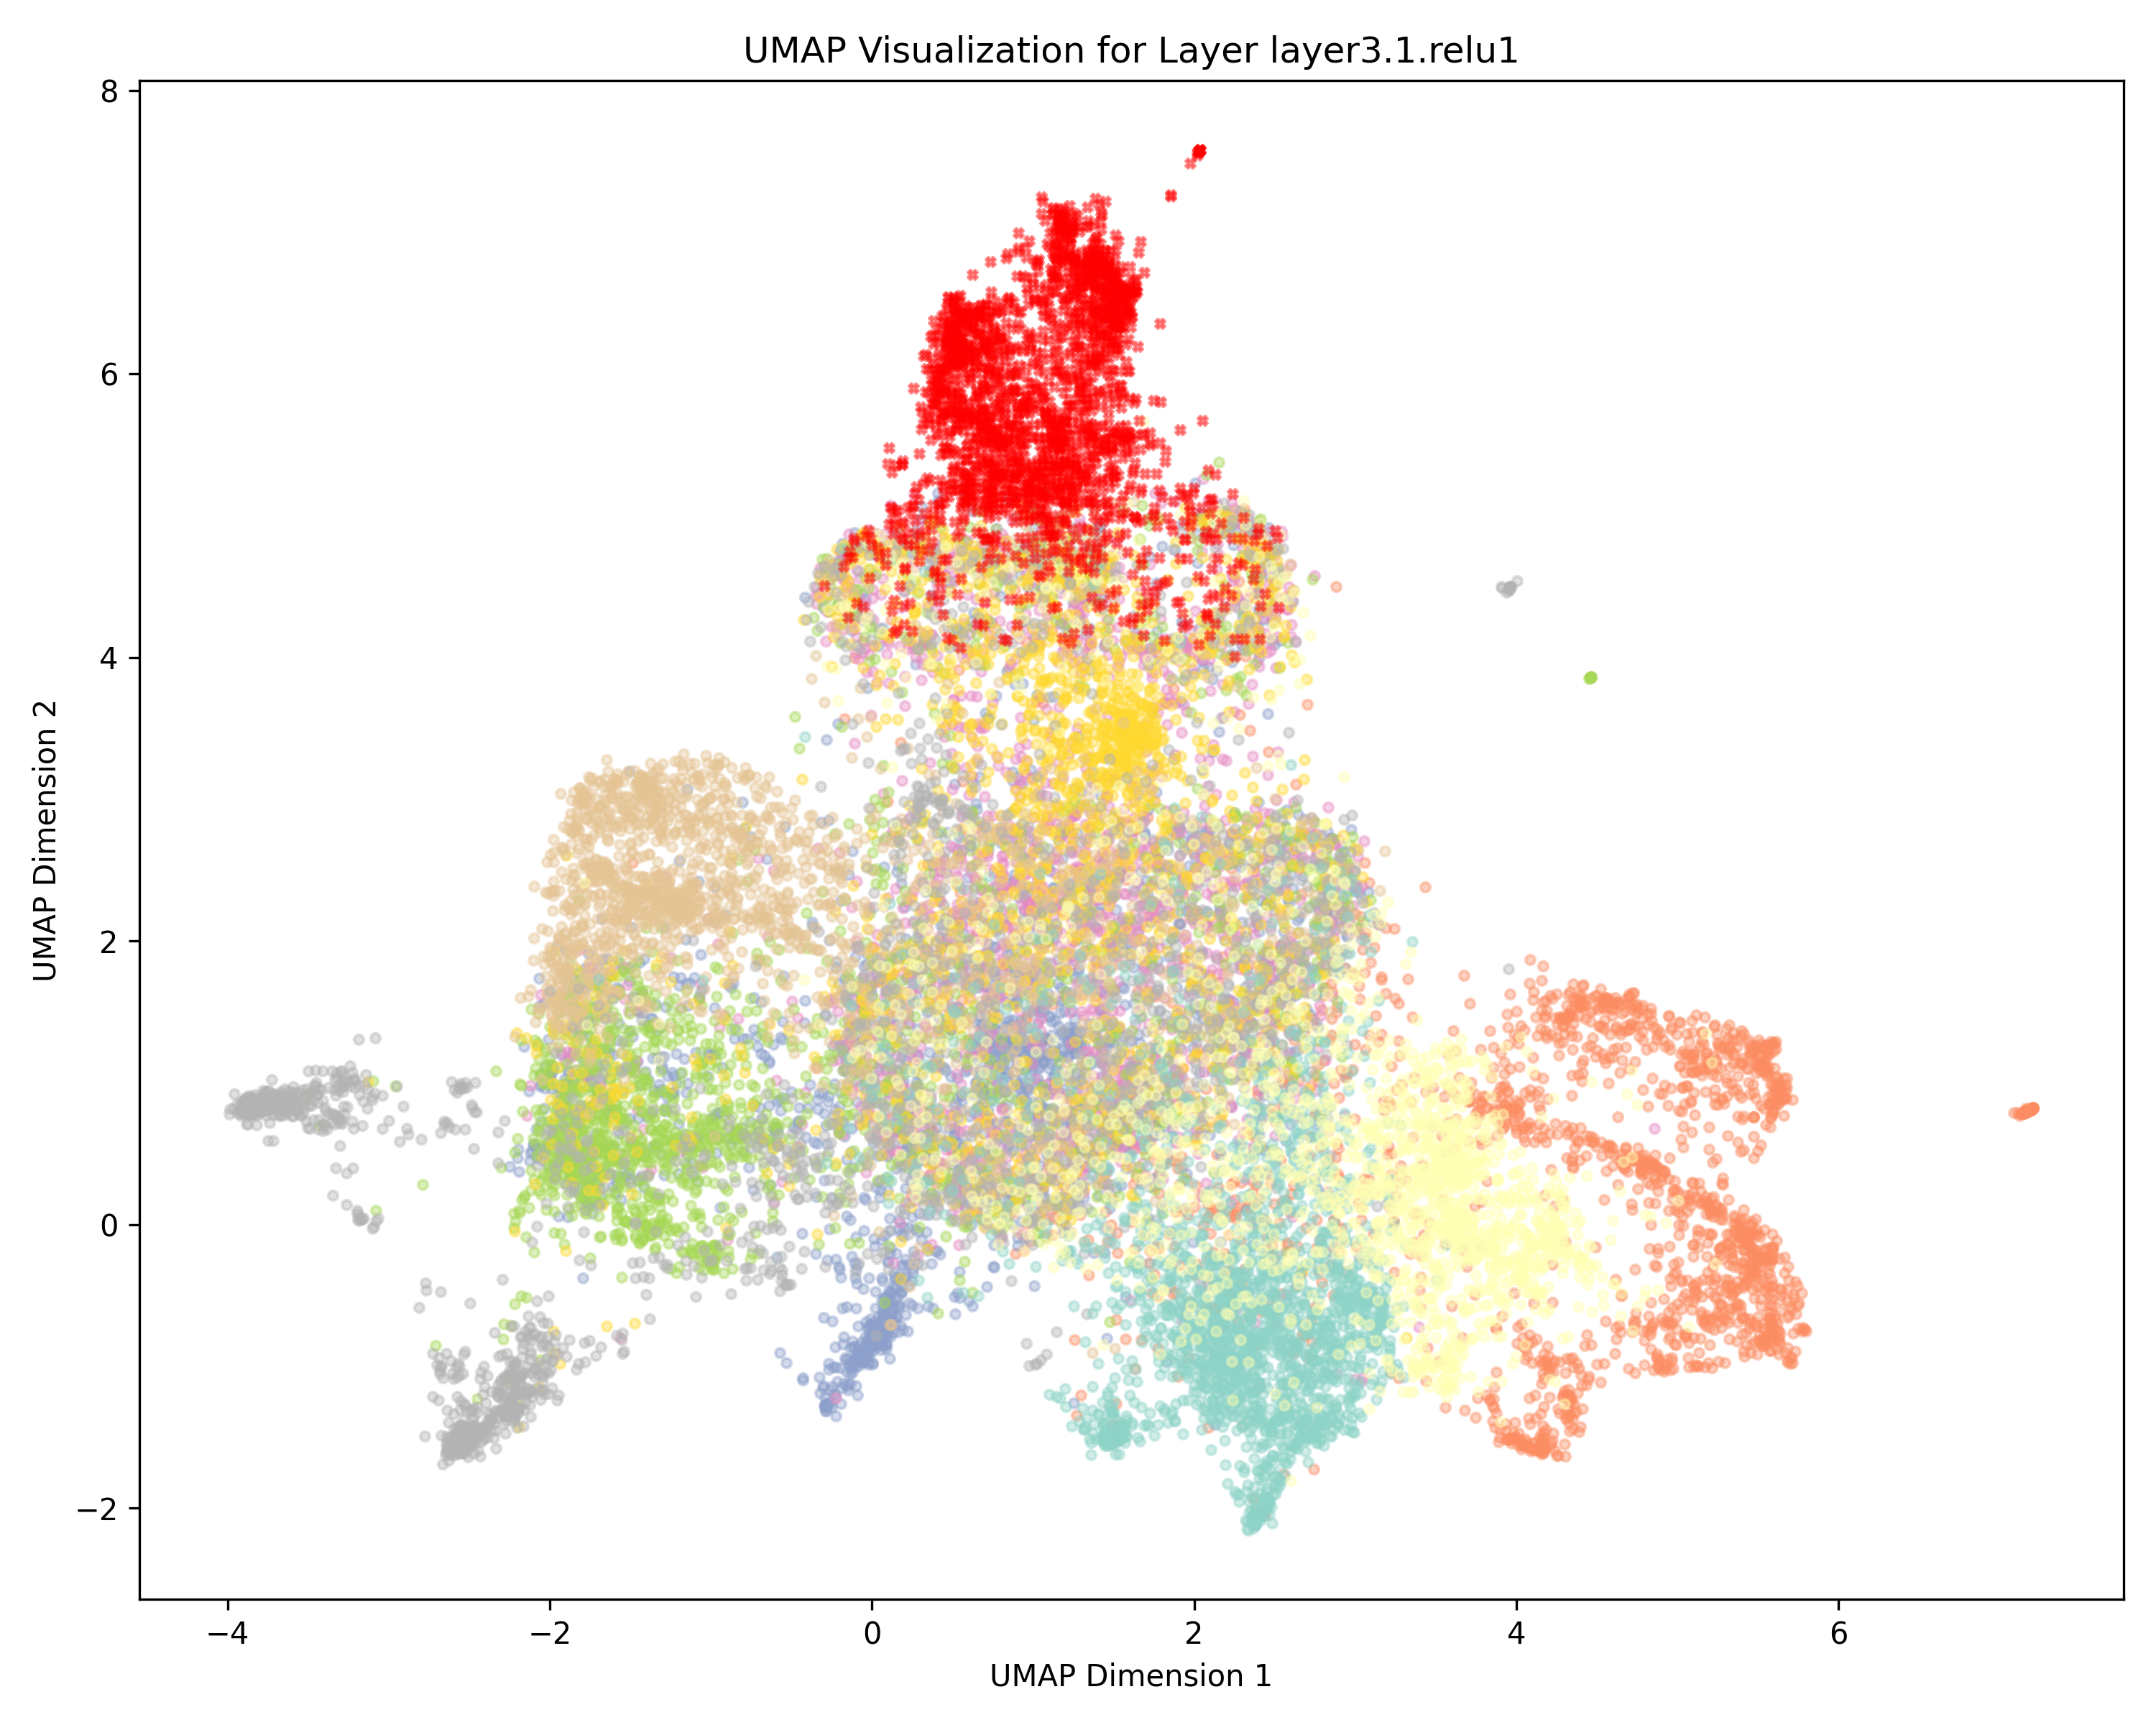 UMAP Visualization for Layer layer3.1.relu1
8
6
4
2
0
−2
UMAP Dimension 2
−4 −2 0 2 4 6
UMAP Dimension 1